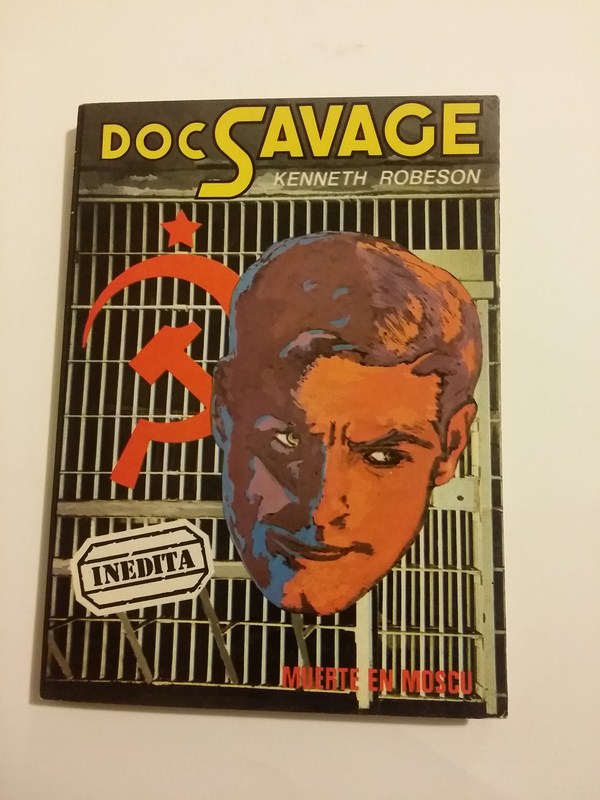 DOC SAVAGE
KENNETH ROBESON
INEDITA
MUERTE EN MOSCU